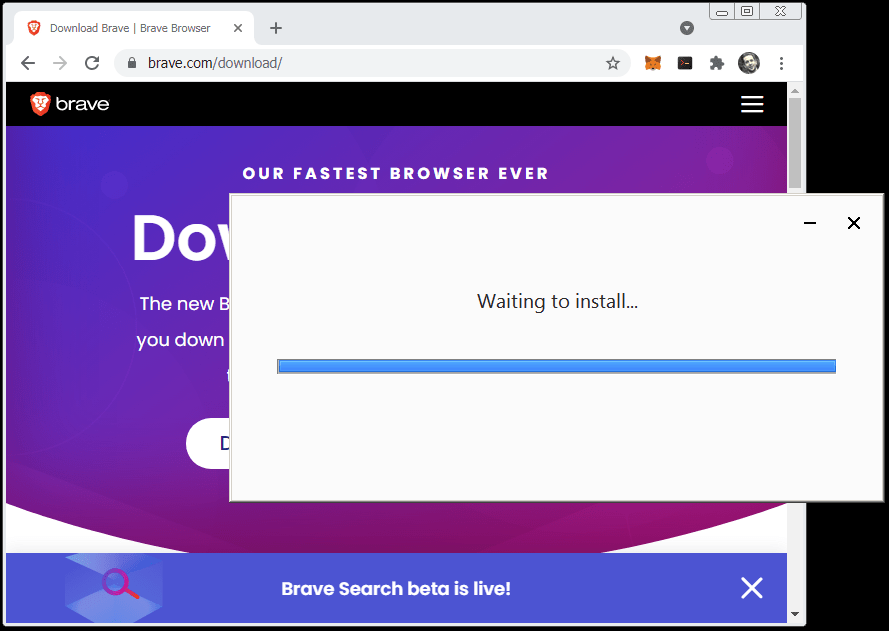 Download Brave | Brave Browser
brave.com/download/
brave
OUR FASTEST BROWSER EVER
The new
you down
Waiting to install...
Brave Search beta is live!